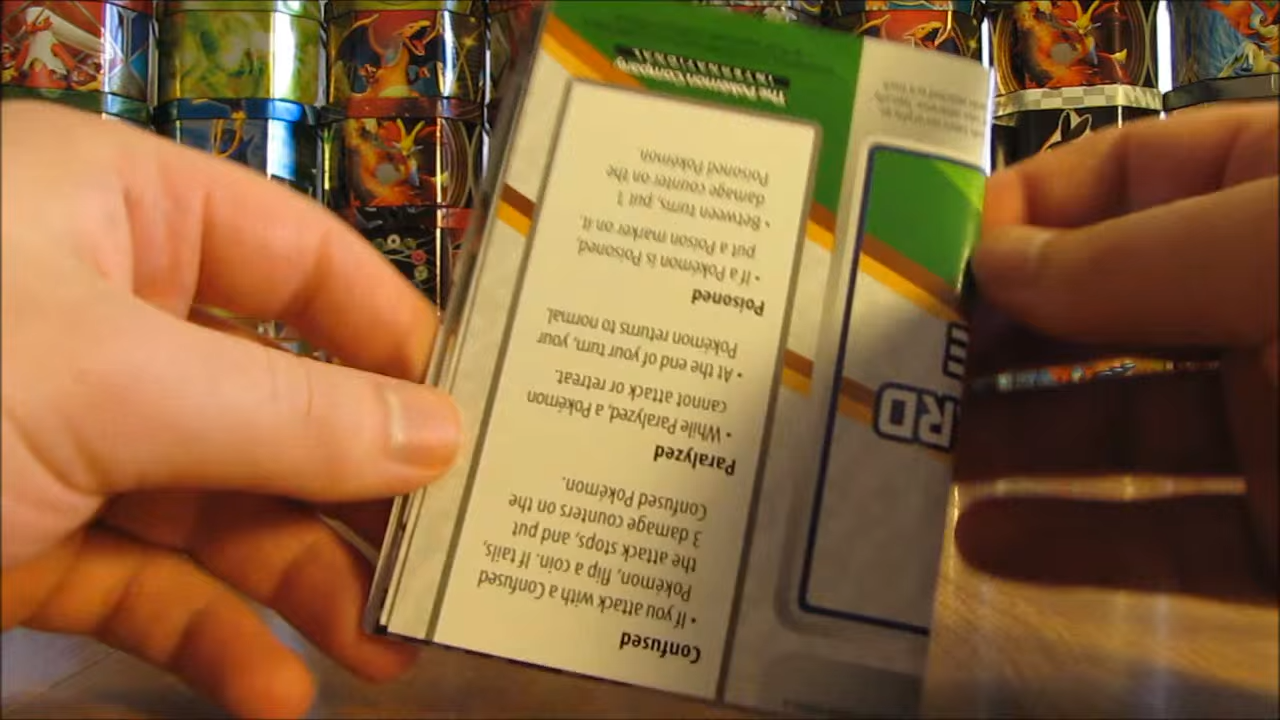 Confused
• If you attack with a Confused
Pokémon, flip a coin. If tails,
the attack stops, and put
3 damage counters on the
Confused Pokémon.
Paralyzed
• While Paralyzed, a Pokémon
cannot attack or retreat.
• At the end of your turn, your
Pokémon returns to normal.
Poisoned
• If a Pokémon is Poisoned,
put a Poison marker on it.
• Between turns, put 1
damage counter on the
Poisoned Pokémon.
The Pokémon Company
INTERNATIONAL
ARD
E